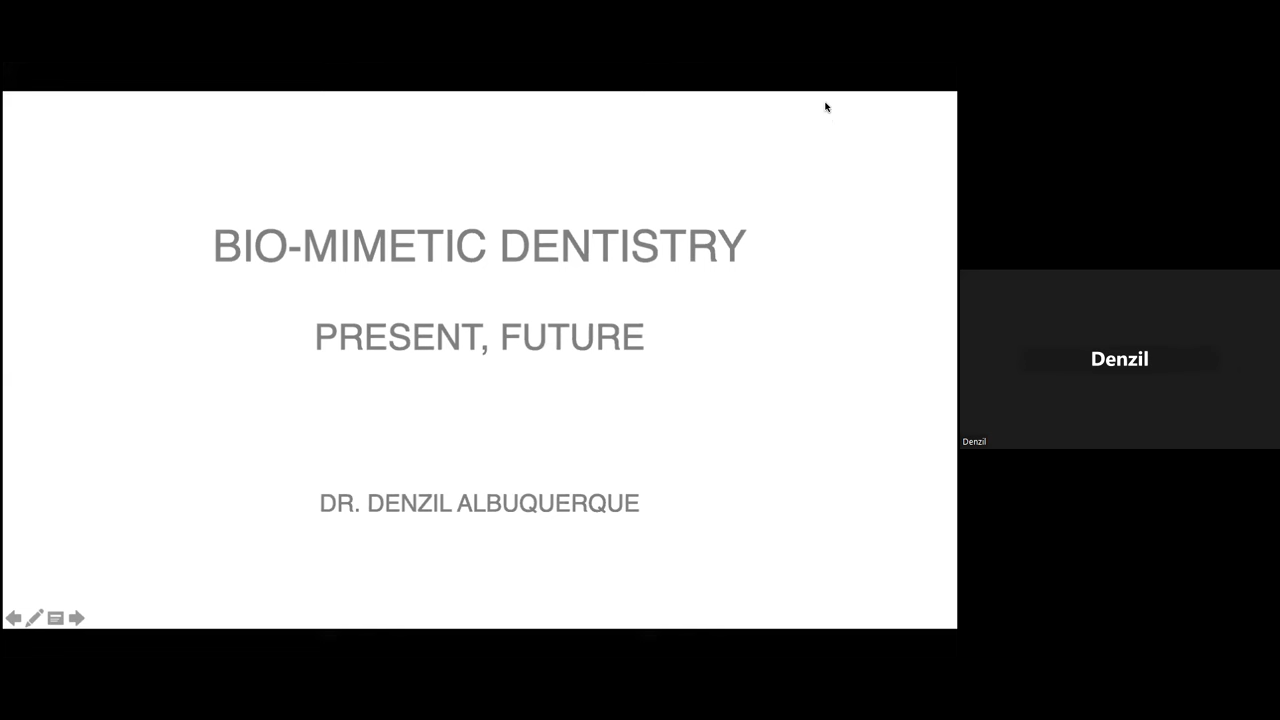 BIO-MIMETIC DENTISTRY
PRESENT, FUTURE
DR. DENZIL ALBUQUERQUE
Denzil
Denzil